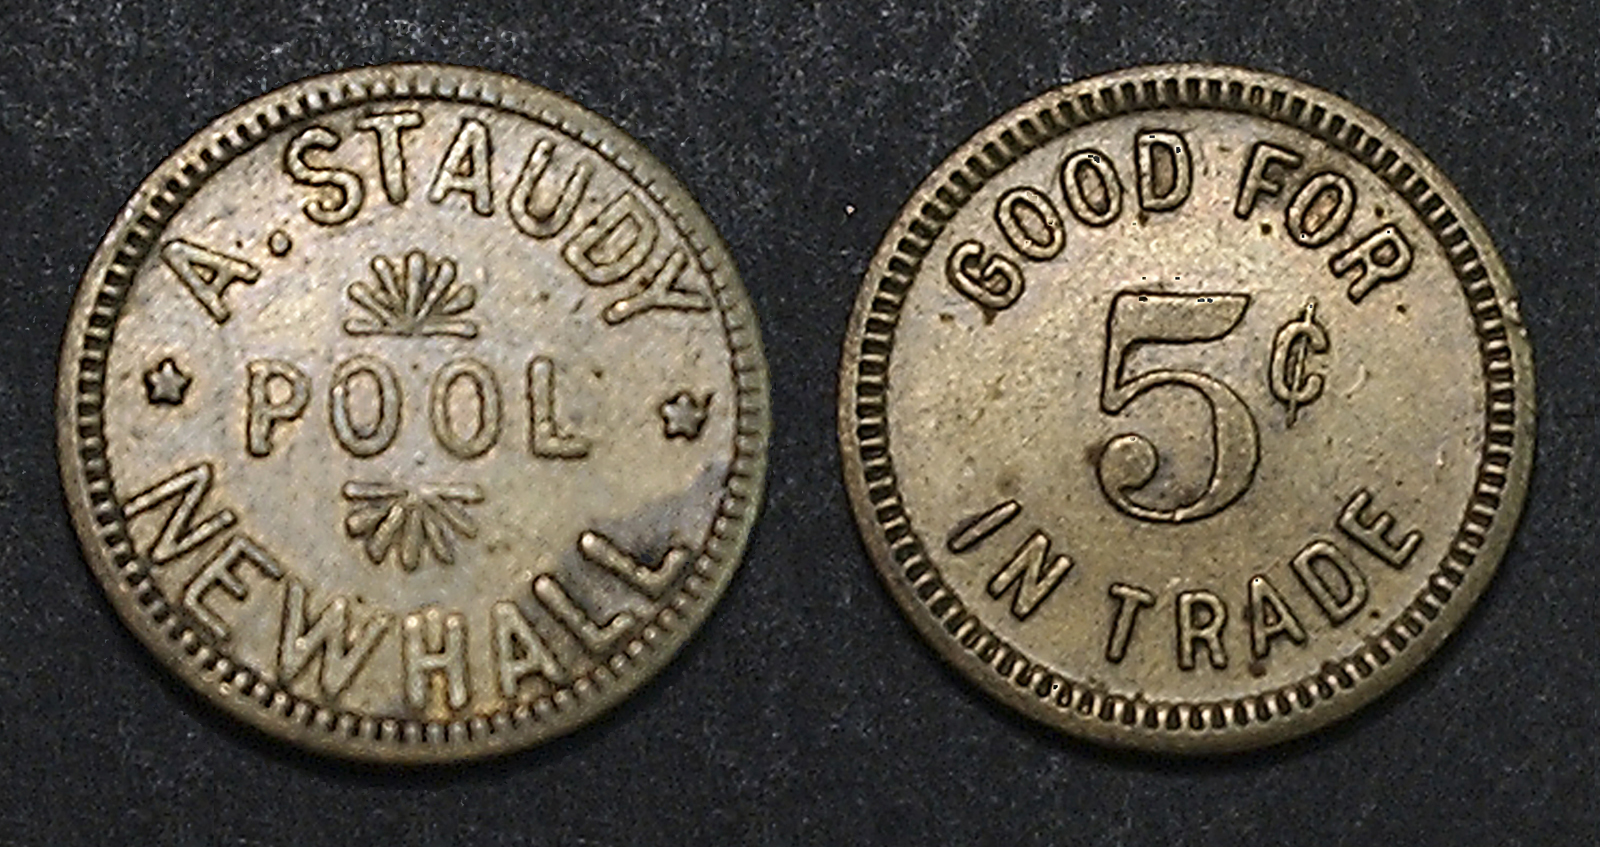 A. STAUDY
POOL
NEWHALL
GOOD FOR
5¢
IN TRADE